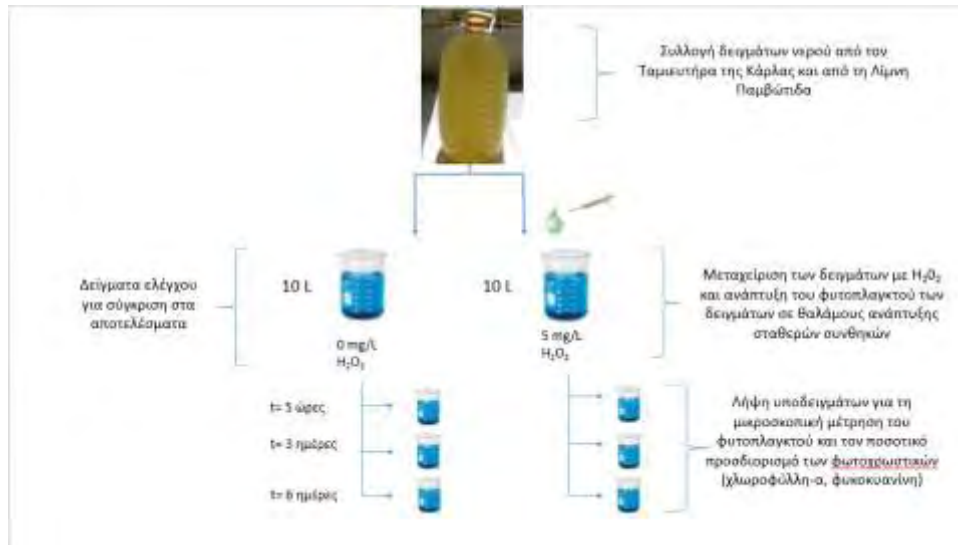 Συλλογή δειγμάτων νερού από τον
Ταμιευτήρα της Κάρλας και από τη Λίμνη
Παμβώτιδα
Δείγματα ελέγχου
για σύγκριση στα
αποτελέσματα
10 L
0 mg/L
H₂O₂
10 L
5 mg/L
H₂O₂
Μεταχείριση των δειγμάτων με H₂0₂
και ανάπτυξη του φυτοπλαγκτού των
δειγμάτων σε θαλάμους ανάπτυξης
σταθερών συνθηκών
t= 5 ώρες
t= 3 ημέρες
t= 6 ημέρες
Λήψη υποδειγμάτων για τη
μικροσκοπική μέτρηση του
φυτοπλαγκτού και τον ποσοτικό
προσδιορισμό των φωτοχρωστικών
(χλωροφύλλη-α, φυκοκυανίνη)